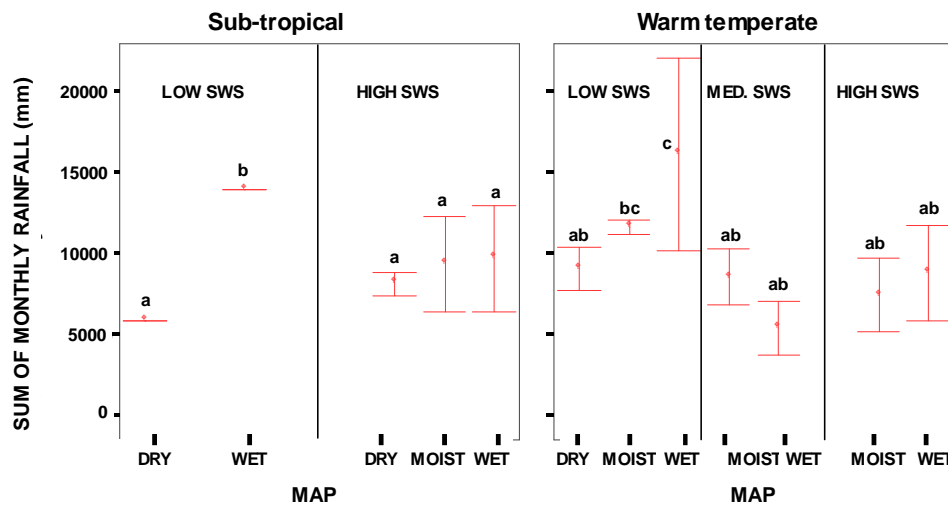 Sub-tropical
Warm temperate
SUM OF MONTHLY RAINFALL (mm)
20000
15000
10000
5000
0
LOW SWS
HIGH SWS
LOW SWS
MED. SWS
HIGH SWS
a
b
a
a
a
ab
bc
c
ab
ab
ab
ab
DRY
WET
DRY
MOIST
WET
DRY
MOIST
WET
MOIST
WET
MOIST
WET
MAP
MAP